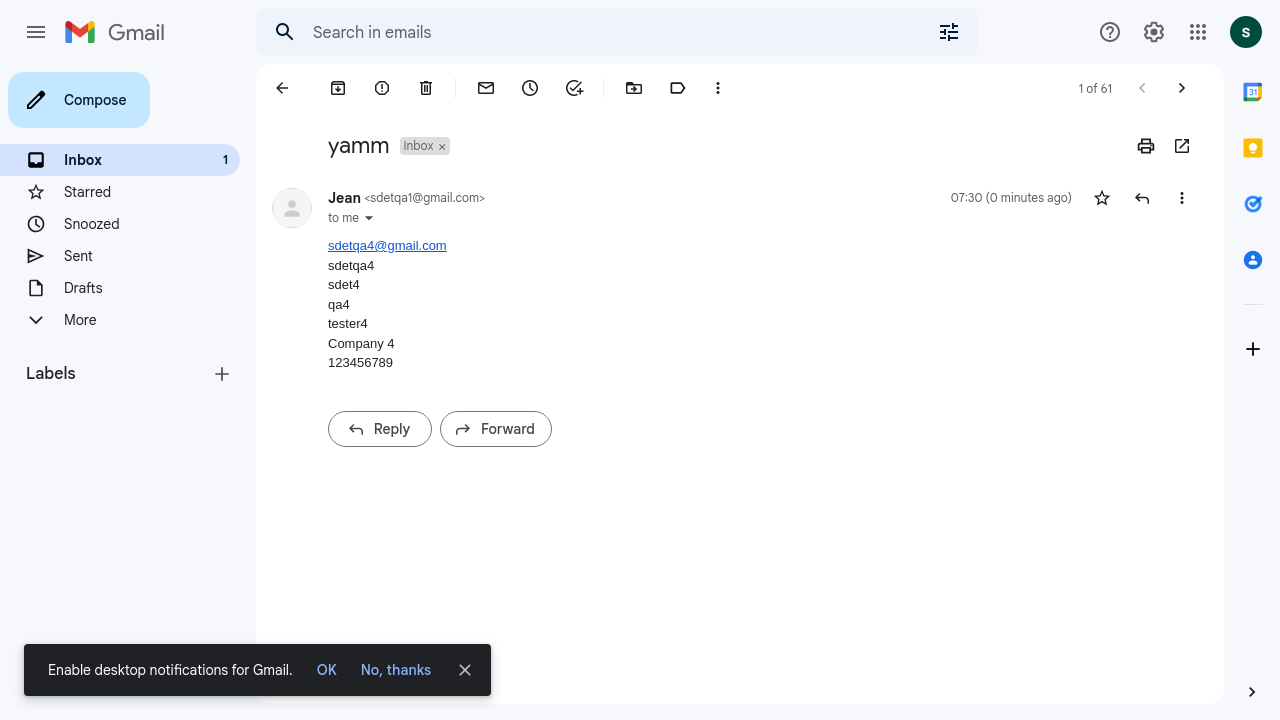 Gmail
Search in emails
S
Compose
1 of 61
Inbox 1
Starred
Snoozed
Sent
Drafts
More
Labels
yamm Inbox ×
Jean <sdetqa1@gmail.com> 07:30 (0 minutes ago)
to me
sdetqa4@gmail.com
sdetqa4
sdet4
qa4
tester4
Company 4
123456789
Reply Forward
Enable desktop notifications for Gmail. OK No, thanks
31